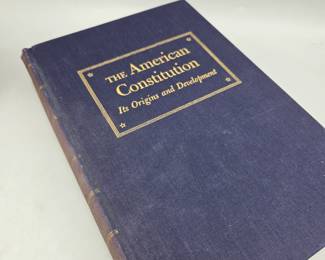 THE American
Constitution
Its Origins and Development